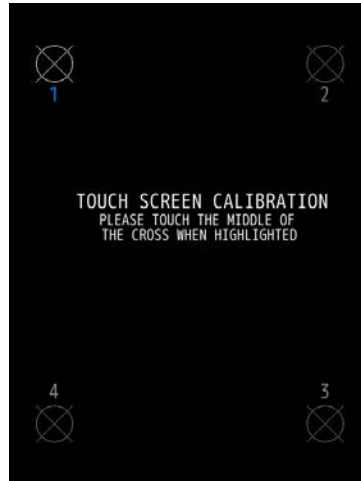 1
2
TOUCH SCREEN CALIBRATION
PLEASE TOUCH THE MIDDLE OF
THE CROSS WHEN HIGHLIGHTED
4
3